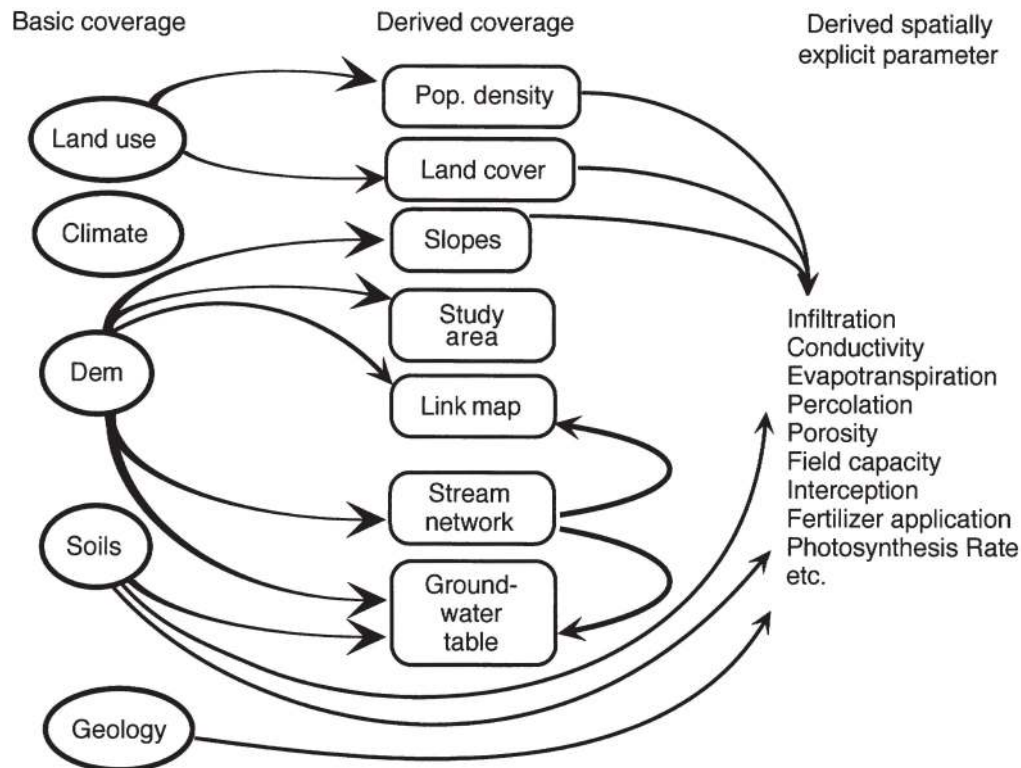 Basic coverage
Derived coverage
Derived spatially
explicit parameter
Land use
Climate
Dem
Soils
Geology
Pop. density
Land cover
Slopes
Study
area
Link map
Stream
network
Ground-
water
table
Infiltration
Conductivity
Evapotranspiration
Percolation
Porosity
Field capacity
Interception
Fertilizer application
Photosynthesis Rate
etc.